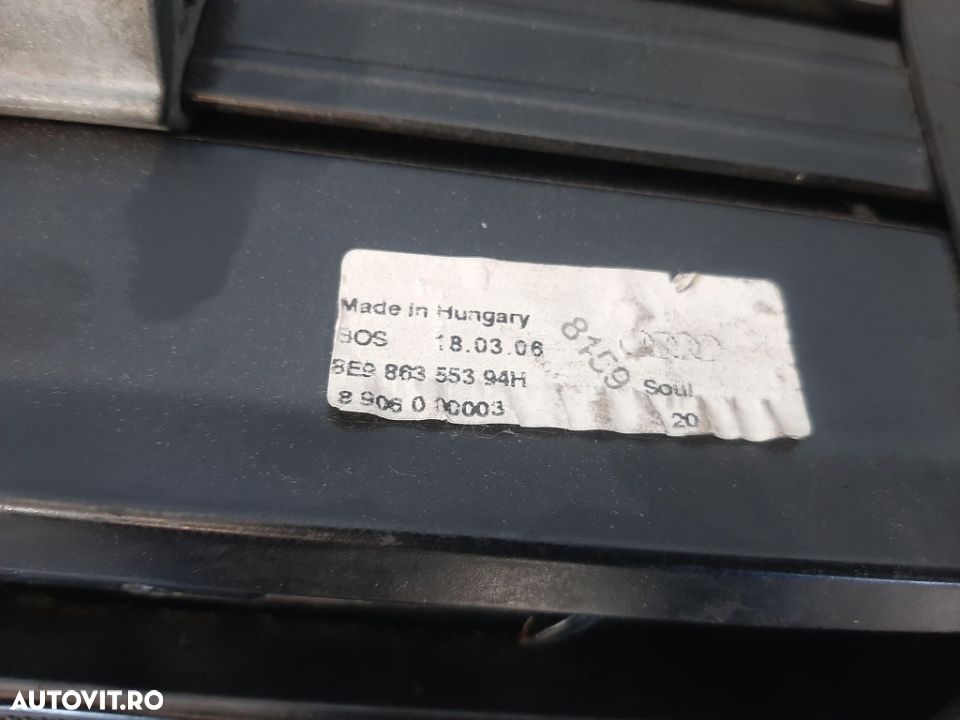 Made in Hungary
BOS 18.03.06
8E9 863 553 94H
8 906 0 00003
8159
Soul
20
AUTOVIT.RO